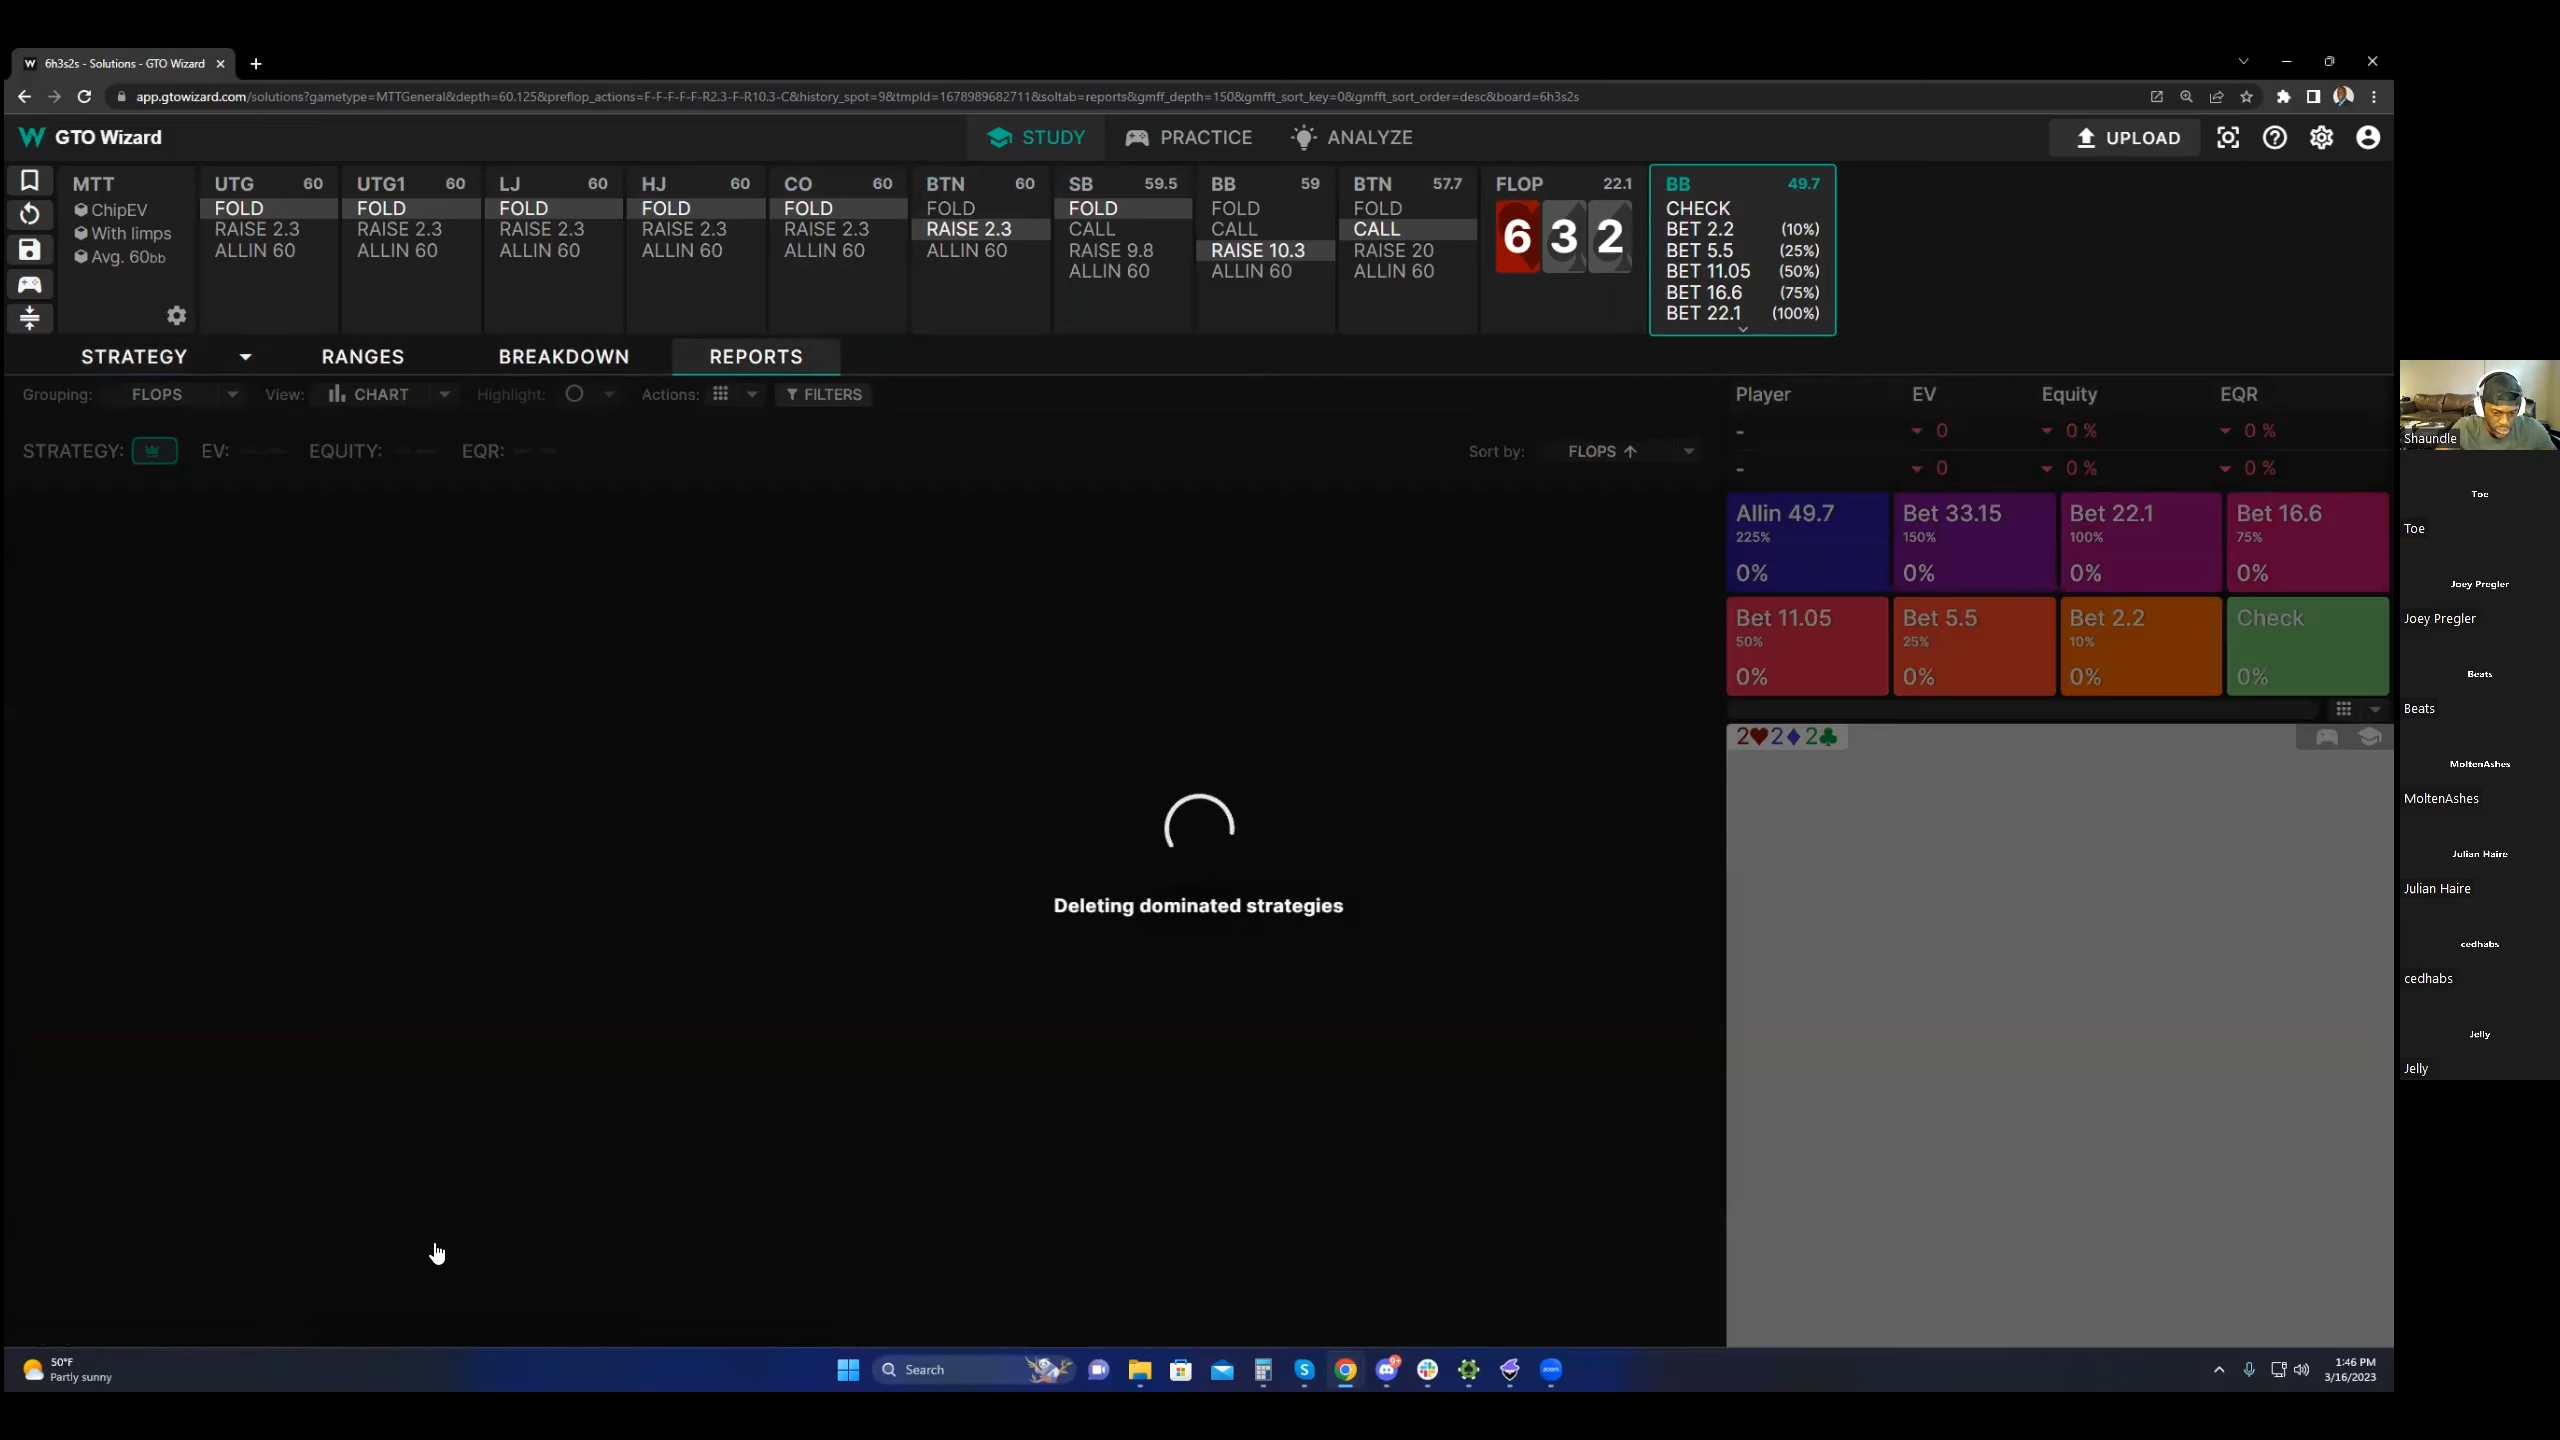 6h3s2s - Solutions - GTO Wizard
app.gtowizard.com/solutions?gametype=MTTGeneral&depth=60.125&preflop_actions=F-F-F-F-F-R2.3-F-R10.3-C&history_spot=9&tmpId=1678989682711&soltab=reports&gmff_depth=150&gmfft_sort_key=0&gmfft_sort_order=desc&board=6h3s2s
W GTO Wizard
STUDY
PRACTICE
ANALYZE
UPLOAD
MTT
ChipEV
With limps
Avg. 60bb
UTG 60
FOLD
RAISE 2.3
ALLIN 60
UTG1 60
FOLD
RAISE 2.3
ALLIN 60
LJ 60
FOLD
RAISE 2.3
ALLIN 60
HJ 60
FOLD
RAISE 2.3
ALLIN 60
CO 60
FOLD
RAISE 2.3
ALLIN 60
BTN 60
FOLD
RAISE 2.3
ALLIN 60
SB 59.5
FOLD
CALL
RAISE 9.8
ALLIN 60
BB 59
FOLD
CALL
RAISE 10.3
ALLIN 60
BTN 57.7
FOLD
CALL
RAISE 20
ALLIN 60
FLOP 22.1
6 3 2
BB 49.7
CHECK
BET 2.2 (10%)
BET 5.5 (25%)
BET 11.05 (50%)
BET 16.6 (75%)
BET 22.1 (100%)
STRATEGY
RANGES
BREAKDOWN
REPORTS
Grouping: FLOPS
View: CHART
Highlight:
Actions:
FILTERS
STRATEGY:
EV:
EQUITY:
EQR:
Sort by: FLOPS ↑
Player EV Equity EQR
- 0 0 % 0 %
- 0 0 % 0 %
Allin 49.7
225%
0%
Bet 33.15
150%
0%
Bet 22.1
100%
0%
Bet 16.6
75%
0%
Bet 11.05
50%
0%
Bet 5.5
25%
0%
Bet 2.2
10%
0%
Check
0%
2♥2♦2♣
Deleting dominated strategies
Shaundle
Toe
Toe
Joey Pregler
Joey Pregler
Beats
Beats
MoltenAshes
MoltenAshes
Julian Haire
Julian Haire
cedhabs
cedhabs
Jelly
Jelly
50°F
Partly sunny
Search
zoom
1:46 PM
3/16/2023